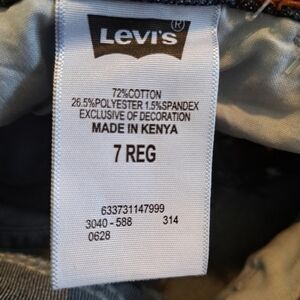 Levi's®
72%COTTON
26.5%POLYESTER 1.5%SPANDEX
EXCLUSIVE OF DECORATION
MADE IN KENYA
7 REG
633731147999
3040 - 588 314
0628